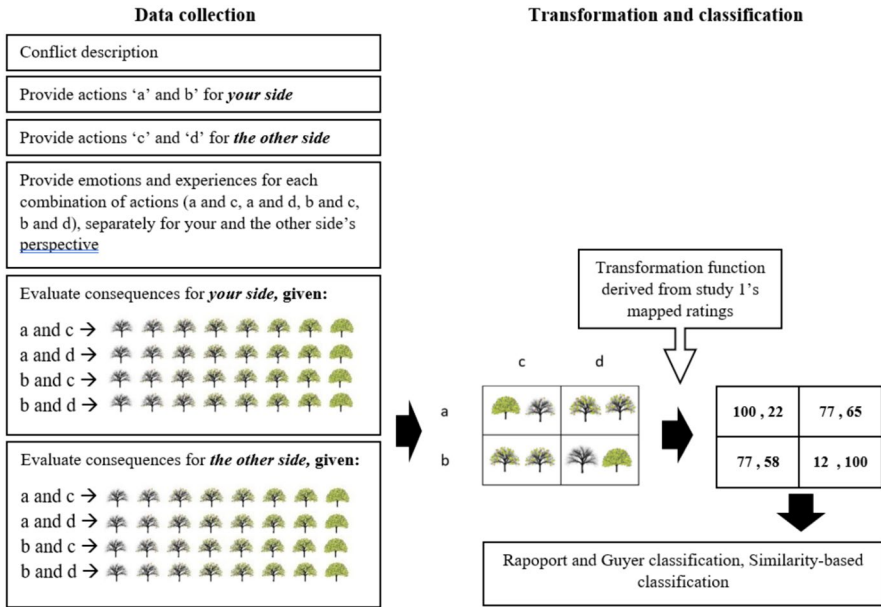 Data collection
Conflict description
Provide actions ‘a’ and b’ for your side
Provide actions ‘c’ and ‘d’ for the other side
Provide emotions and experiences for each
combination of actions (a and c, a and d, b and c,
b and d), separately for your and the other side’s
perspective
Evaluate consequences for your side, given:
a and c →
a and d →
b and c →
b and d →
Evaluate consequences for the other side, given:
a and c →
a and d →
b and c →
b and d →
Transformation and classification
Transformation function
derived from study 1’s
mapped ratings
c d
a
b
100 , 22 77 , 65
77 , 58 12 , 100
Rapoport and Guyer classification, Similarity-based
classification